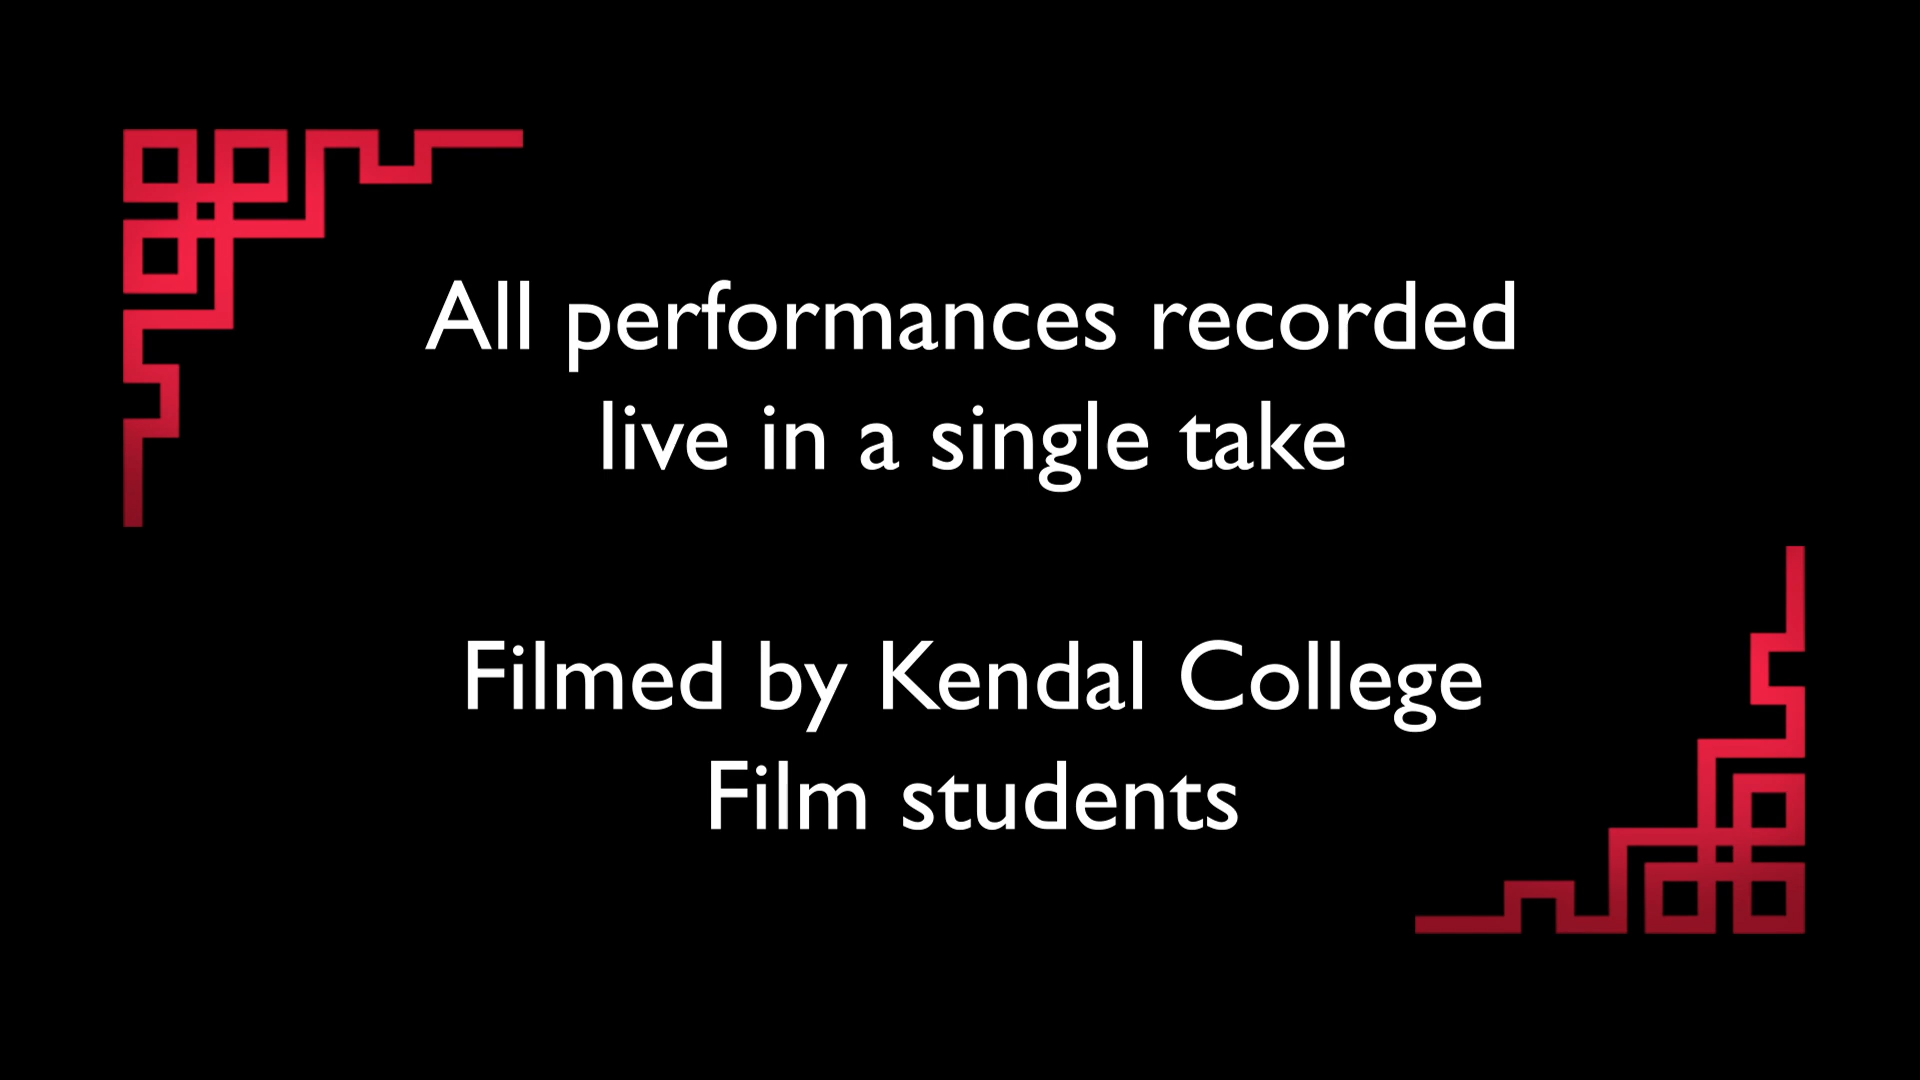 All performances recorded
live in a single take
Filmed by Kendal College
Film students